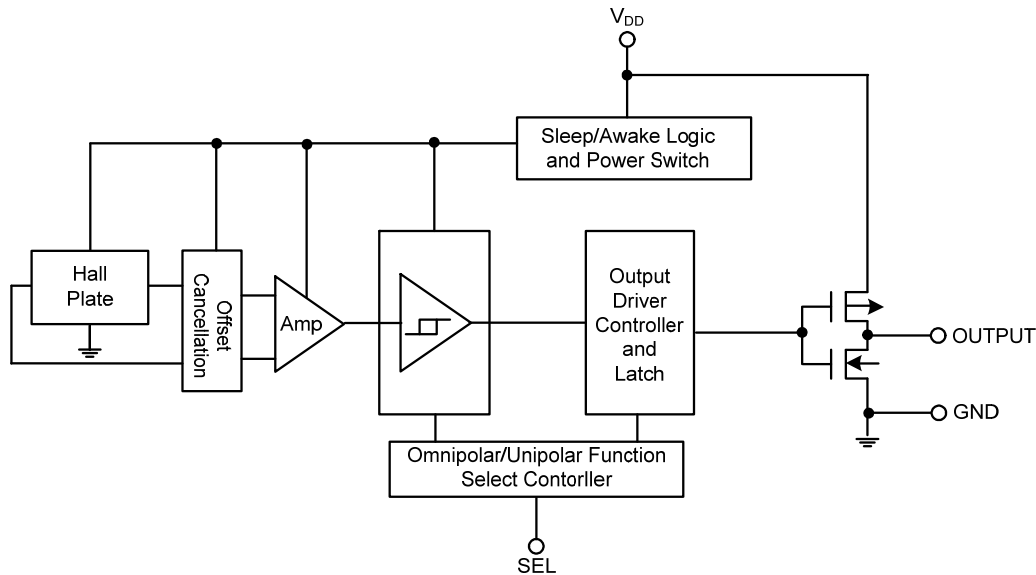 VDD
Sleep/Awake Logic
and Power Switch
Hall
Plate
Offset
Cancellation
Amp
Output
Driver
Controller
and
Latch
OUTPUT
GND
Omnipolar/Unipolar Function
Select Contorller
SEL